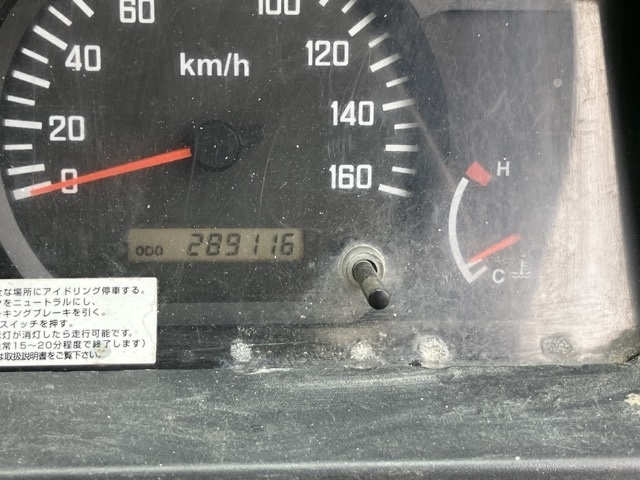 60
100
40
km/h
120
20
140
0
160
H
ODO 289116
C
全な場所にアイドリング停車する。
をニュートラルにし、
ーキングブレーキを引く。
スイッチを押す。
灯が消灯したら走行可能です。
常15～20分程度で終了します)
は取扱説明書をご覧下さい。